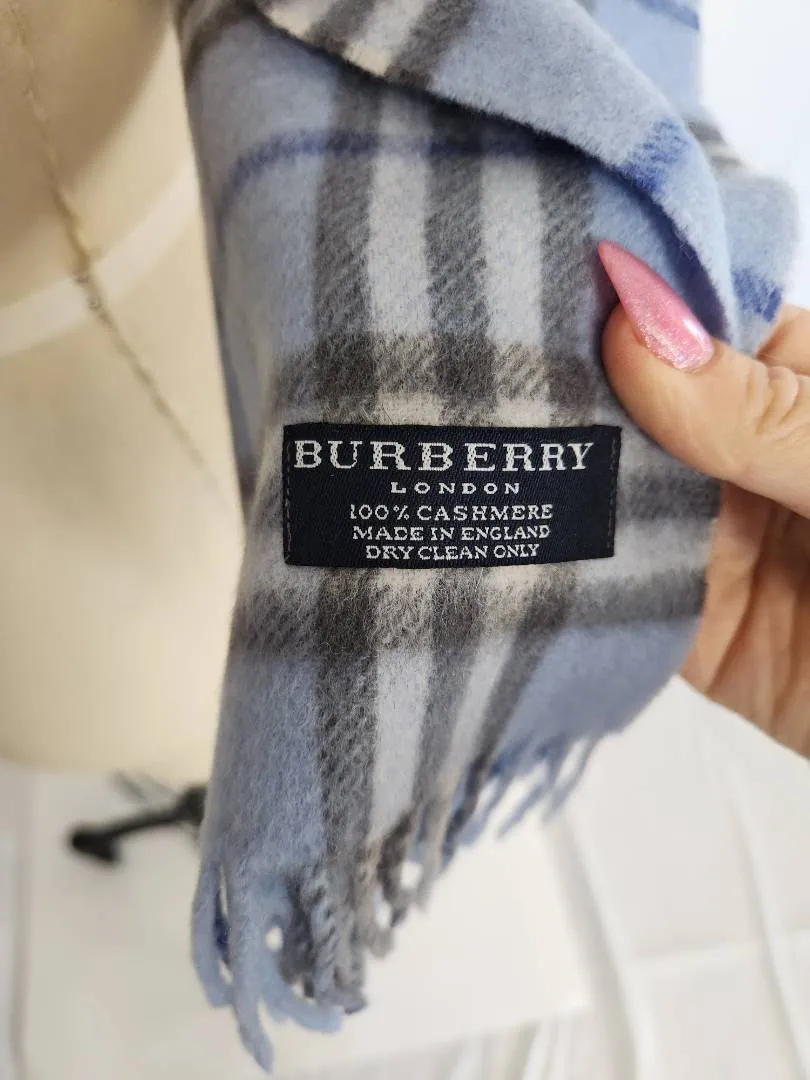 BURBERRY
LONDON
100% CASHMERE
MADE IN ENGLAND
DRY CLEAN ONLY